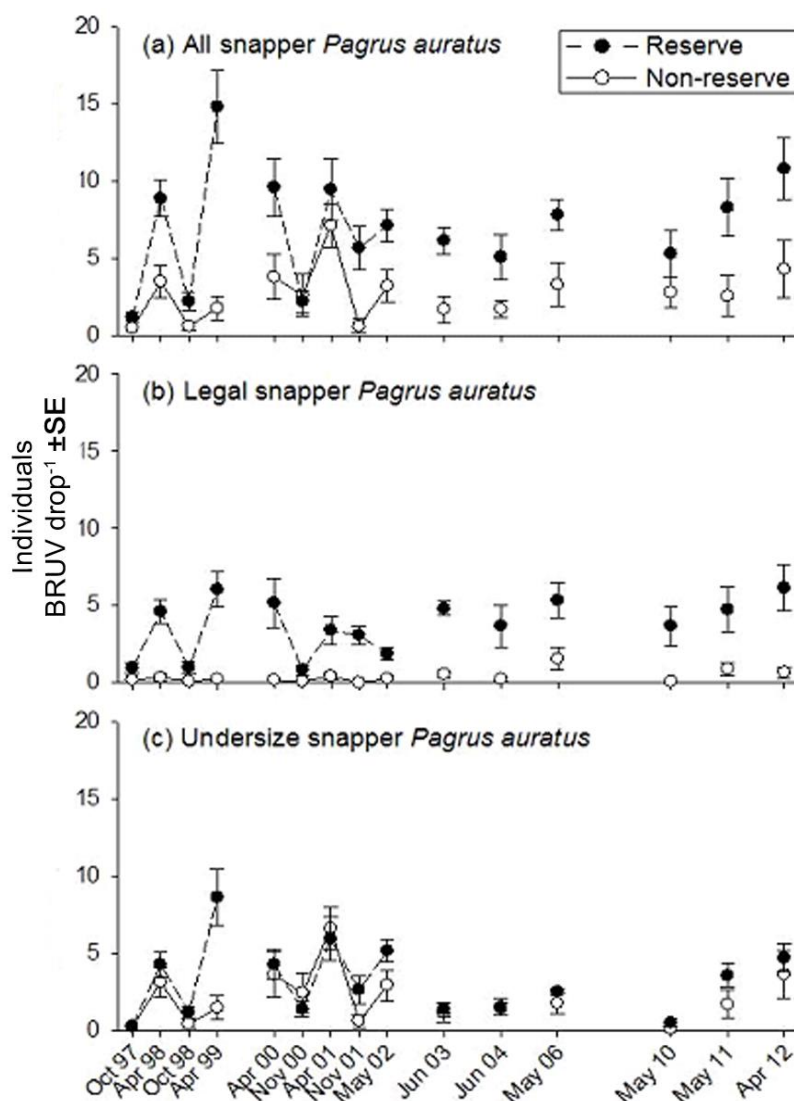 (a) All snapper Pagrus auratus
Reserve
Non-reserve
20
15
10
5
0
(b) Legal snapper Pagrus auratus
20
15
10
5
0
Individuals
BRUV drop⁻¹ ±SE
(c) Undersize snapper Pagrus auratus
20
15
10
5
0
Oct 97
Apr 98
Oct 98
Apr 99
Apr 00
Nov 00
Apr 01
Nov 01
May 02
Jun 03
Jun 04
May 06
May 10
May 11
Apr 12